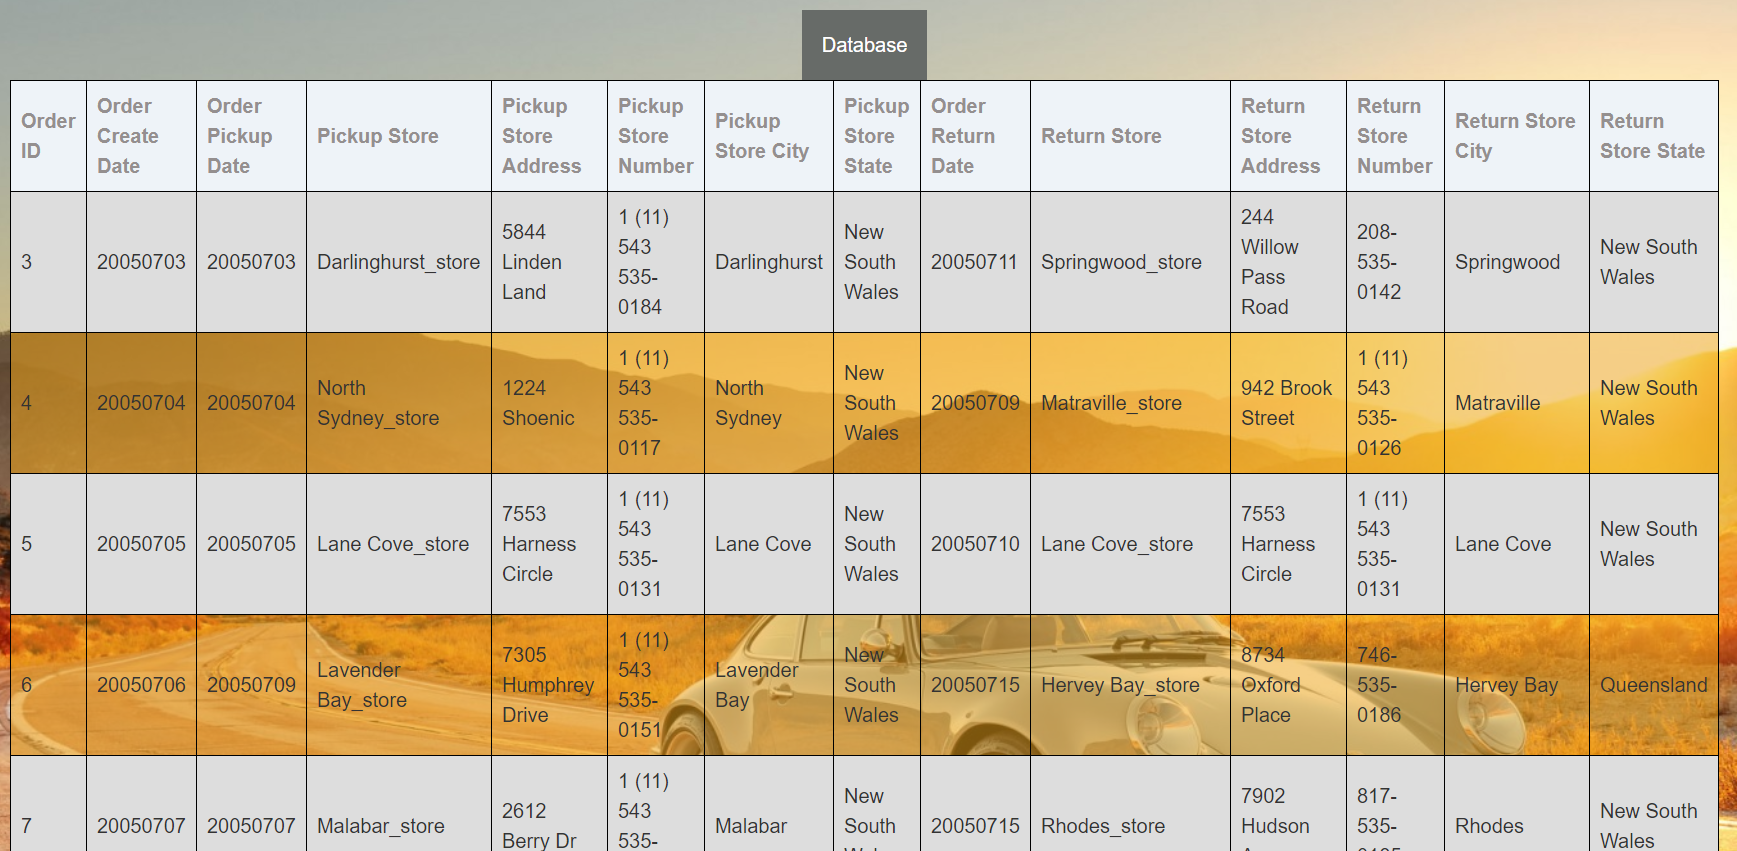 Database
Order ID
Order Create Date
Order Pickup Date
Pickup Store
Pickup Store Address
Pickup Store Number
Pickup Store City
Pickup Store State
Order Return Date
Return Store
Return Store Address
Return Store Number
Return Store City
Return Store State
3
20050703
20050703
Darlinghurst_store
5844 Linden Land
1 (11) 543 535-0184
Darlinghurst
New South Wales
20050711
Springwood_store
244 Willow Pass Road
208-535-0142
Springwood
New South Wales
4
20050704
20050704
North Sydney_store
1224 Shoenic
1 (11) 543 535-0117
North Sydney
New South Wales
20050709
Matraville_store
942 Brook Street
1 (11) 543 535-0126
Matraville
New South Wales
5
20050705
20050705
Lane Cove_store
7553 Harness Circle
1 (11) 543 535-0131
Lane Cove
New South Wales
20050710
Lane Cove_store
7553 Harness Circle
1 (11) 543 535-0131
Lane Cove
New South Wales
6
20050706
20050709
Lavender Bay_store
7305 Humphrey Drive
1 (11) 543 535-0151
Lavender Bay
New South Wales
20050715
Hervey Bay_store
8734 Oxford Place
746-535-0186
Hervey Bay
Queensland
7
20050707
20050707
Malabar_store
2612 Berry Dr
1 (11) 543 535-
Malabar
New South
20050715
Rhodes_store
7902 Hudson
817-535-
Rhodes
New South Wales